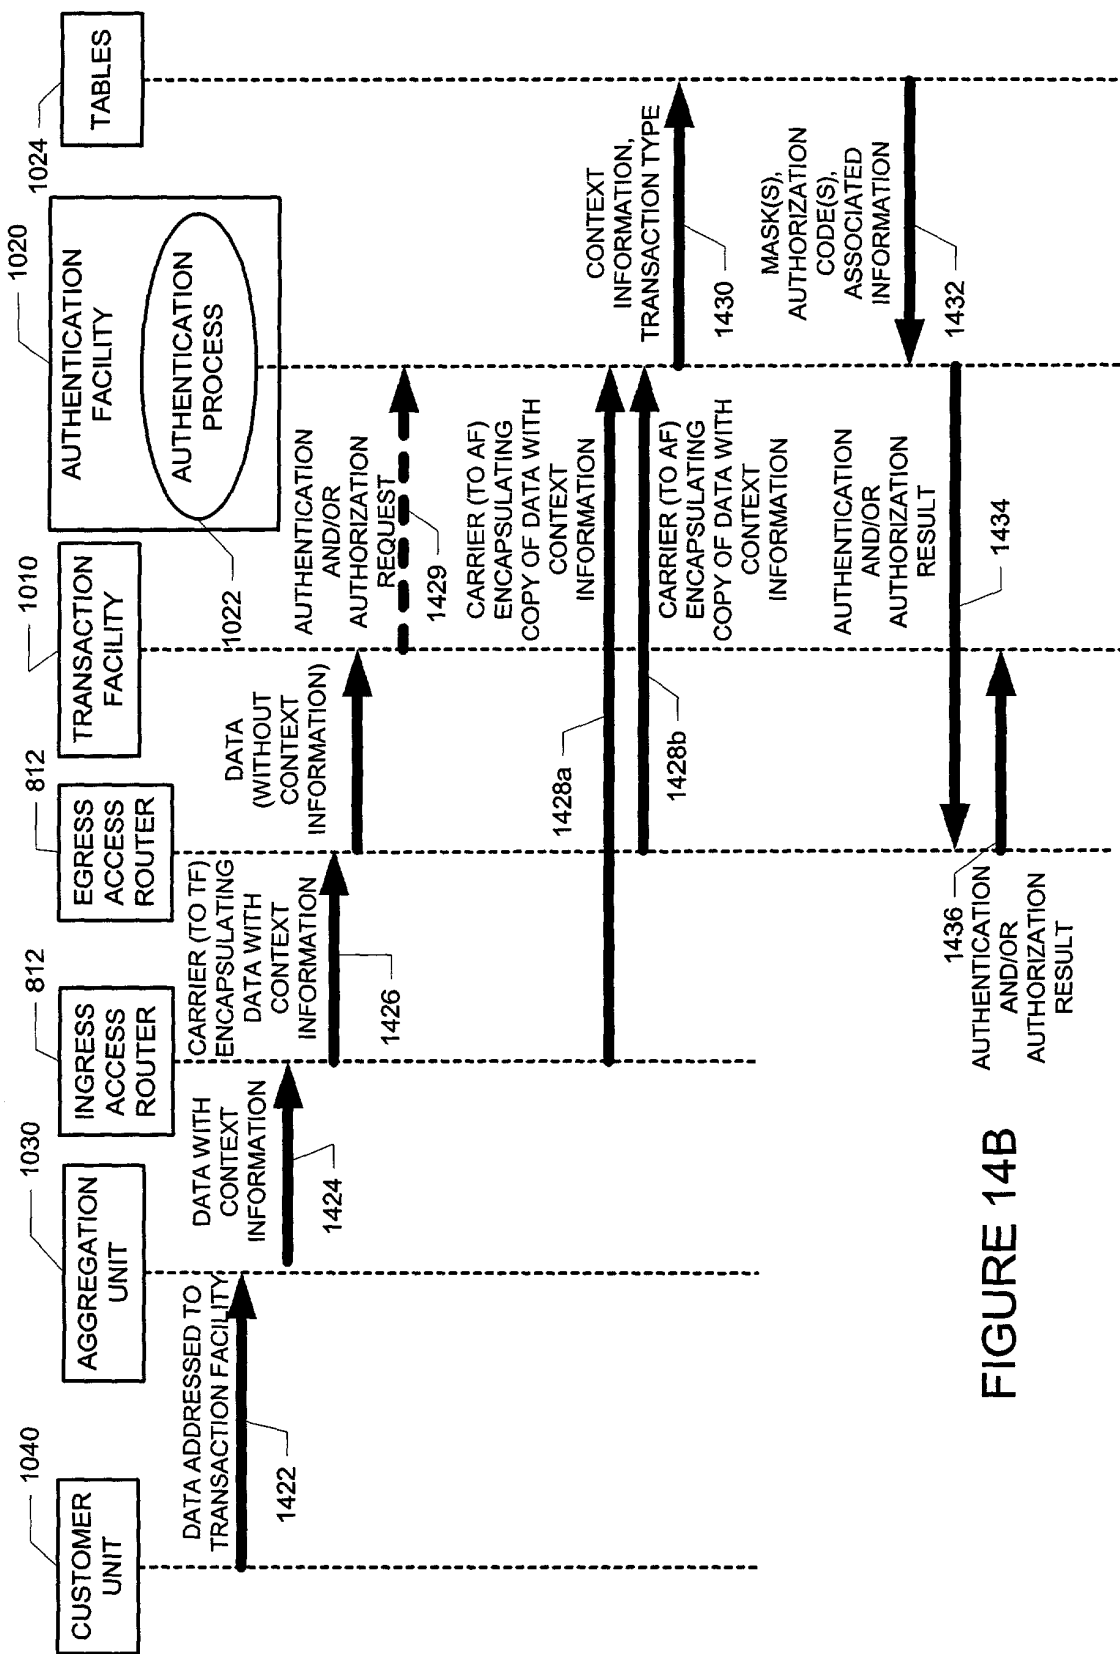 1040
CUSTOMER
UNIT
1030
AGGREGATION
UNIT
812
INGRESS
ACCESS
ROUTER
812
EGRESS
ACCESS
ROUTER
1010
TRANSACTION
FACILITY
1020
AUTHENTICATION
FACILITY
AUTHENTICATION
PROCESS
1022
1024
TABLES
DATA ADDRESSED TO
TRANSACTION FACILITY
1422
DATA WITH
CONTEXT
INFORMATION
1424
CARRIER (TO TF)
ENCAPSULATING
DATA WITH
CONTEXT
INFORMATION
1426
DATA
(WITHOUT
CONTEXT
INFORMATION)
AUTHENTICATION
AND/OR
AUTHORIZATION
REQUEST
1429
CARRIER (TO AF)
ENCAPSULATING
COPY OF DATA WITH
CONTEXT
INFORMATION
1428a
1428b
CARRIER (TO AF)
ENCAPSULATING
COPY OF DATA WITH
CONTEXT
INFORMATION
CONTEXT
INFORMATION,
TRANSACTION TYPE
1430
MASK(S),
AUTHORIZATION
CODE(S),
ASSOCIATED
INFORMATION
1432
AUTHENTICATION
AND/OR
AUTHORIZATION
RESULT
1434
1436
AUTHENTICATION
AND/OR
AUTHORIZATION
RESULT
FIGURE 14B